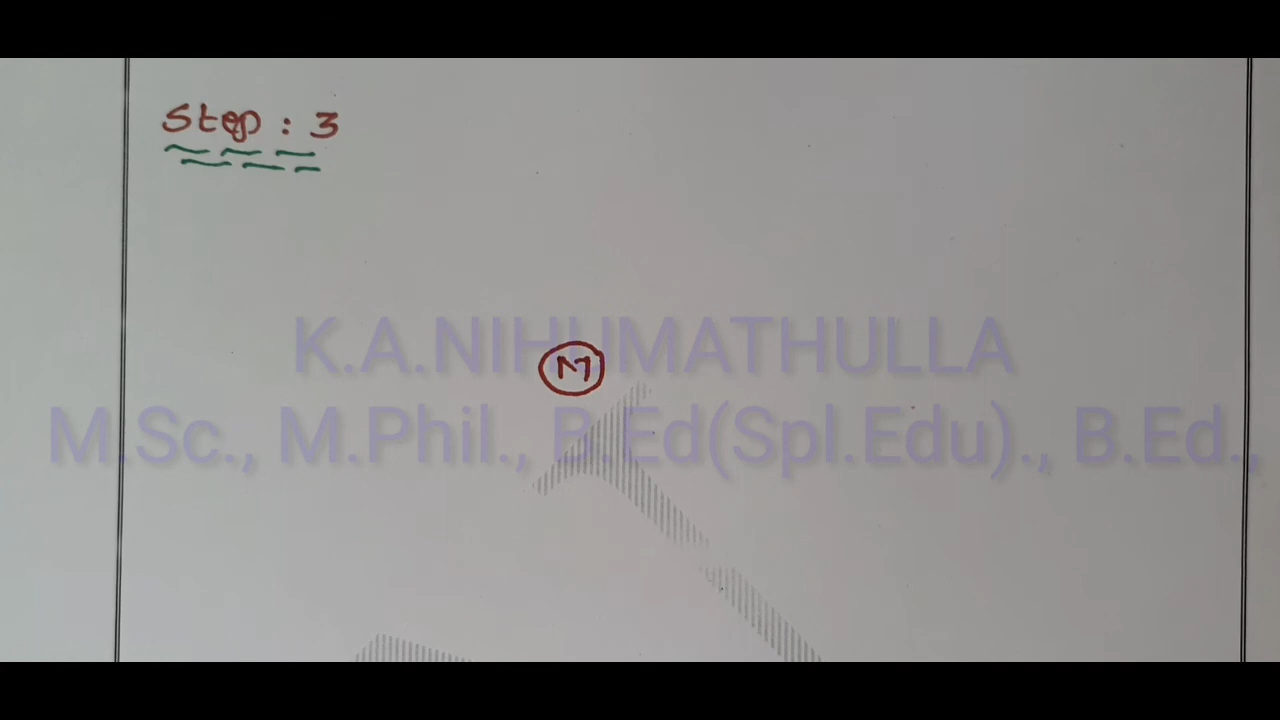 Step : 3
K.A.NIHUMATHULLA
M
M.Sc., M.Phil., B.Ed(Spl.Edu)., B.Ed.,